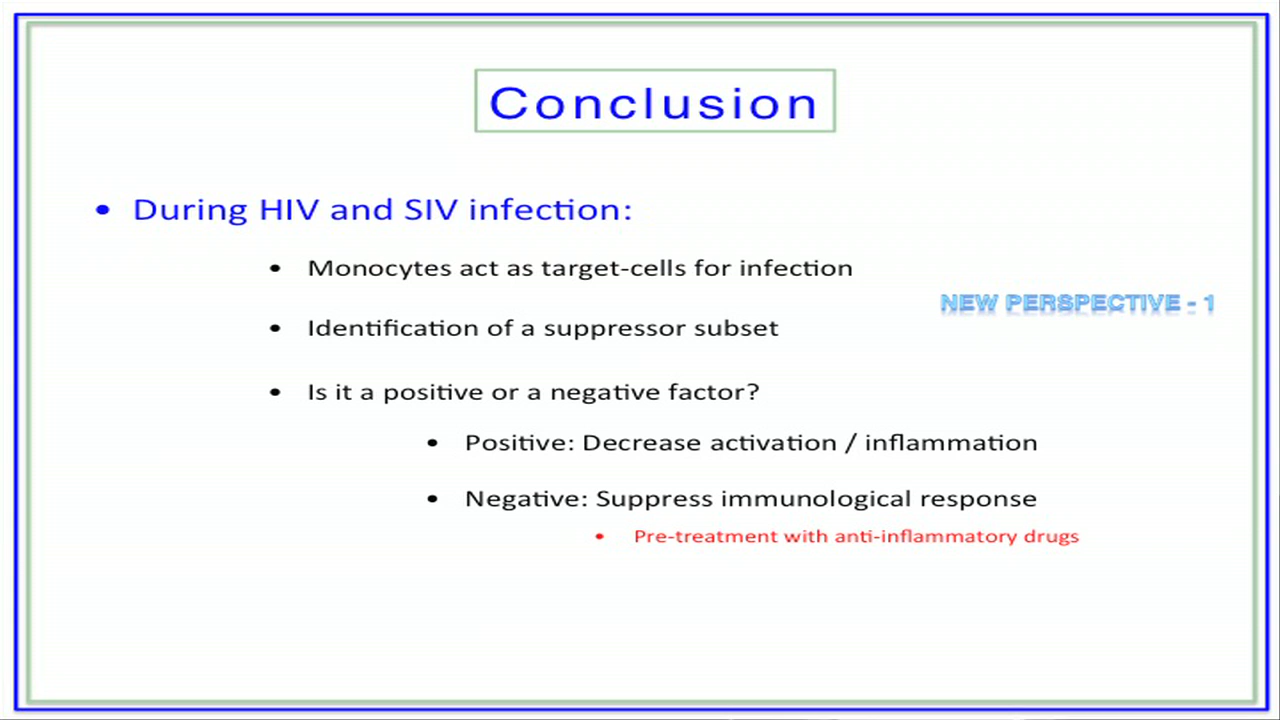 Conclusion
• During HIV and SIV infection:
• Monocytes act as target-cells for infection
NEW PERSPECTIVE - 1
• Identification of a suppressor subset
• Is it a positive or a negative factor?
• Positive: Decrease activation / inflammation
• Negative: Suppress immunological response
• Pre-treatment with anti-inflammatory drugs